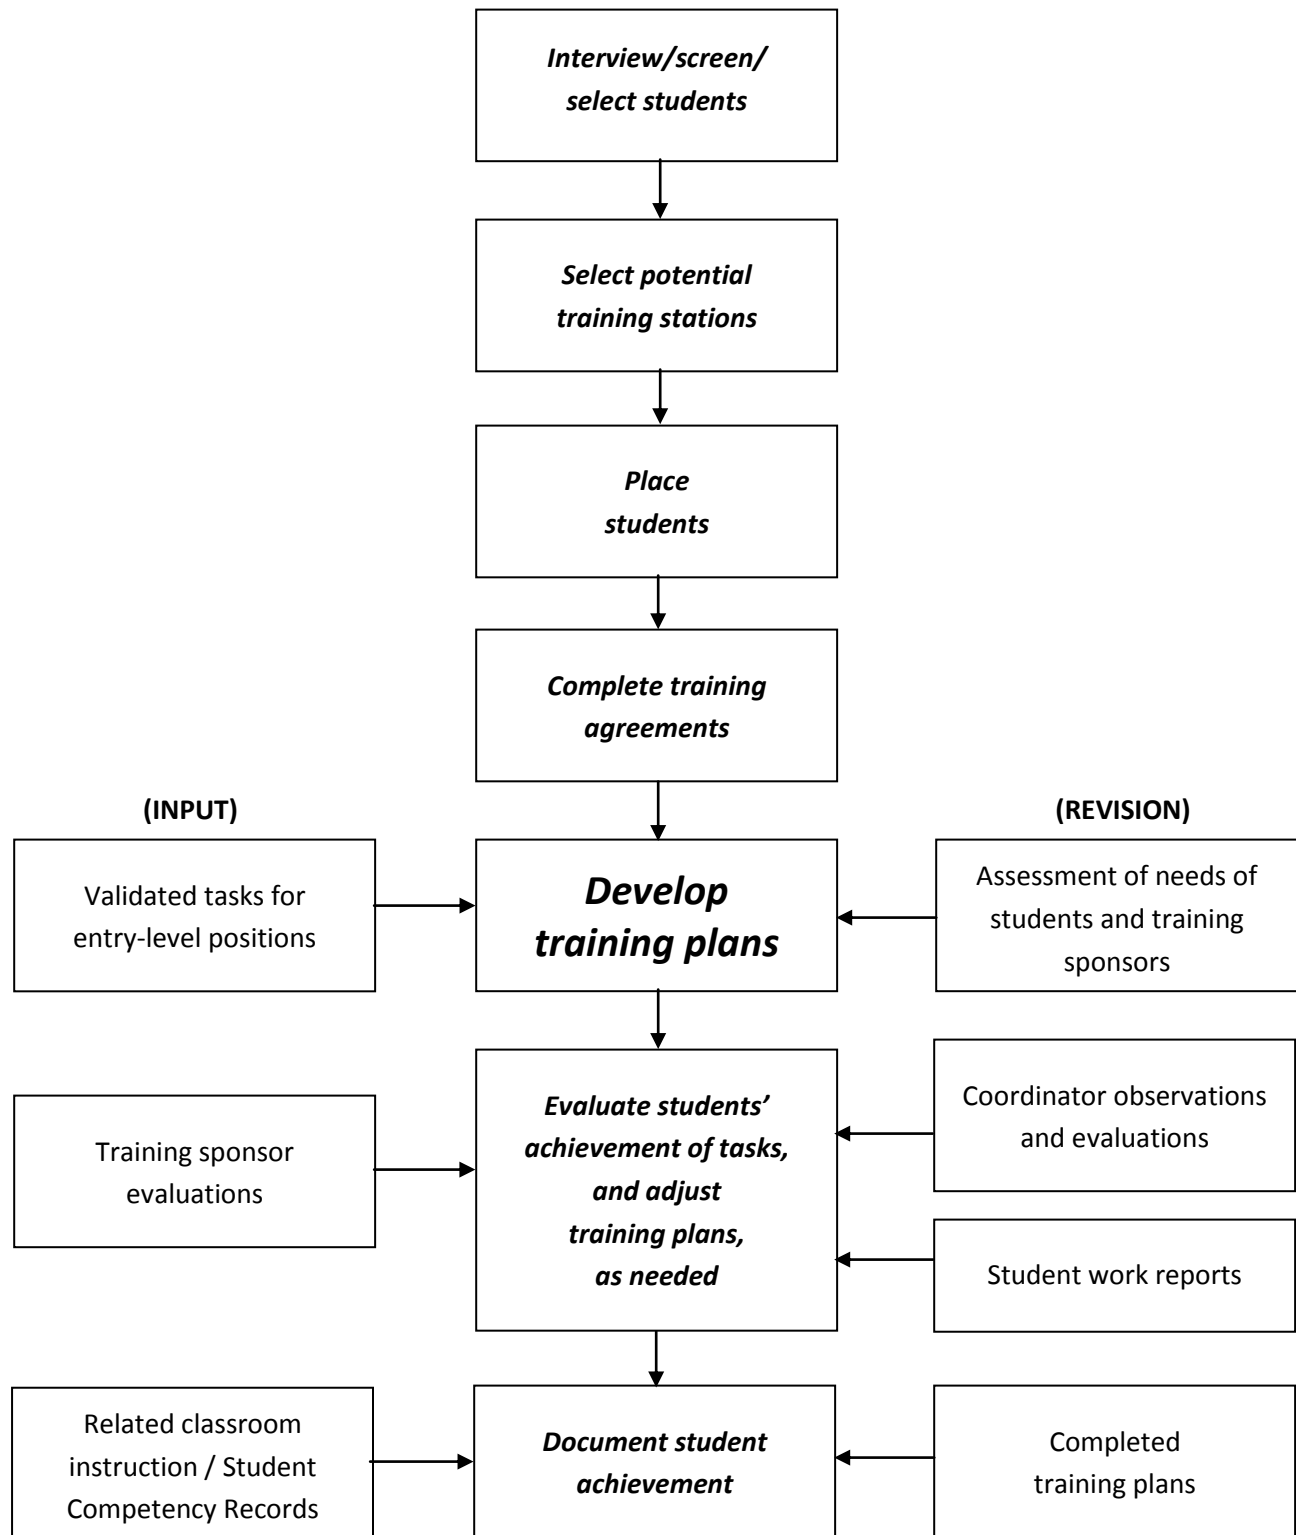 Interview/screen/
select students
Select potential
training stations
Place
students
Complete training
agreements
(INPUT)
(REVISION)
Validated tasks for
entry-level positions
Develop
training plans
Assessment of needs of
students and training
sponsors
Training sponsor
evaluations
Evaluate students’
achievement of tasks,
and adjust
training plans,
as needed
Coordinator observations
and evaluations
Student work reports
Related classroom
instruction / Student
Competency Records
Document student
achievement
Completed
training plans